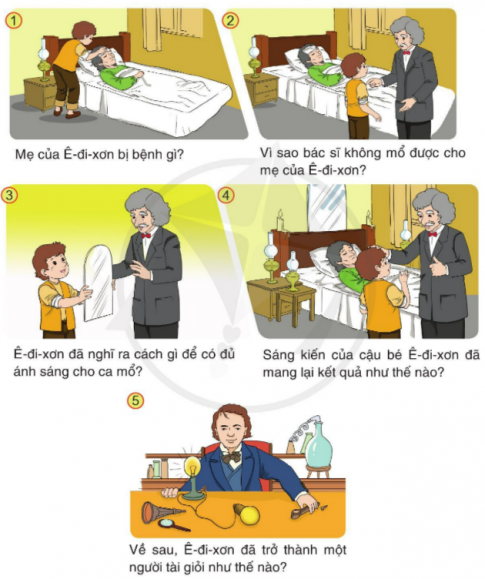 1
Mẹ của Ê-đi-xơn bị bệnh gì?
2
Vì sao bác sĩ không mổ được cho
mẹ của Ê-đi-xơn?
3
Ê-đi-xơn đã nghĩ ra cách gì để có đủ
ánh sáng cho ca mổ?
4
Sáng kiến của cậu bé Ê-đi-xơn đã
mang lại kết quả như thế nào?
5
Về sau, Ê-đi-xơn đã trở thành một
người tài giỏi như thế nào?